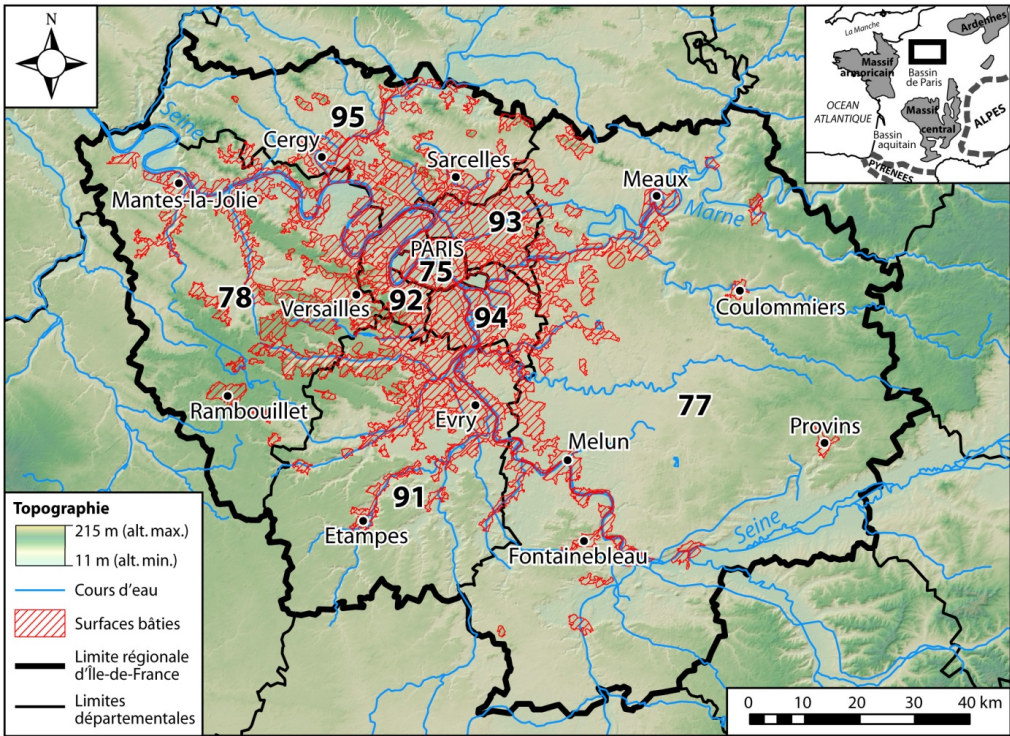 N
La Manche
Ardennes
Massif
armoricain
Bassin
de Paris
OCEAN
ATLANTIQUE
Massif
central
ALPES
Bassin
aquitain
PYRENEES
Seine
95
Cergy
Sarcelles
Mantes-la-Jolie
Meaux
Marne
93
PARIS
75
78
Versailles
92
94
Coulommiers
Rambouillet
Evry
77
Provins
Melun
91
Etampes
Seine
Fontainebleau
Topographie
215 m (alt. max.)
11 m (alt. min.)
Cours d'eau
Surfaces bâties
Limite régionale
d'Île-de-France
Limites
départementales
0 10 20 30 40 km